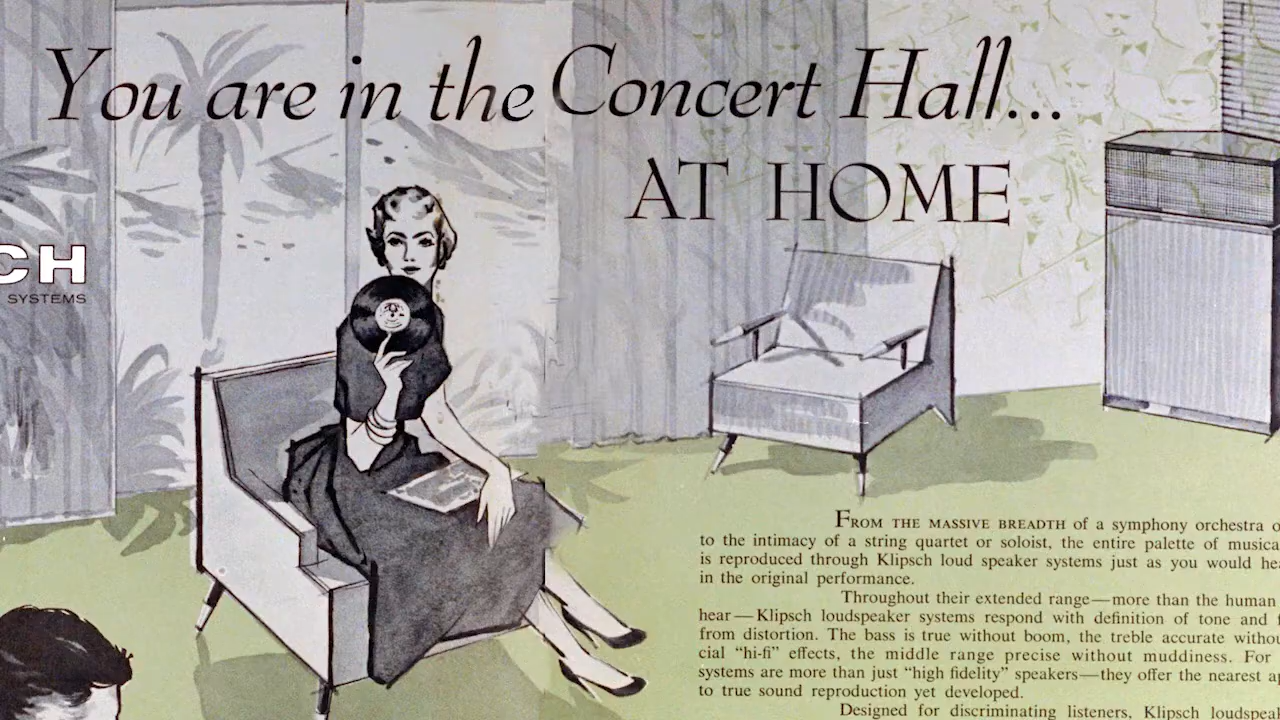 You are in the Concert Hall...
AT HOME
CH
SYSTEMS
FROM THE MASSIVE BREADTH of a symphony orchestra
to the intimacy of a string quartet or soloist, the entire palette of
is reproduced through Klipsch loud speaker systems just as you would
in the original performance.
Throughout their extended range—more than the human
hear—Klipsch loudspeaker systems respond with definition of tone and
from distortion. The bass is true without boom, the treble accurate
cial “hi-fi” effects, the middle range precise without muddiness. For
systems are more than just “high fidelity” speakers—they offer the nearest
to true sound reproduction yet developed.
Designed for discriminating listeners, Klipsch